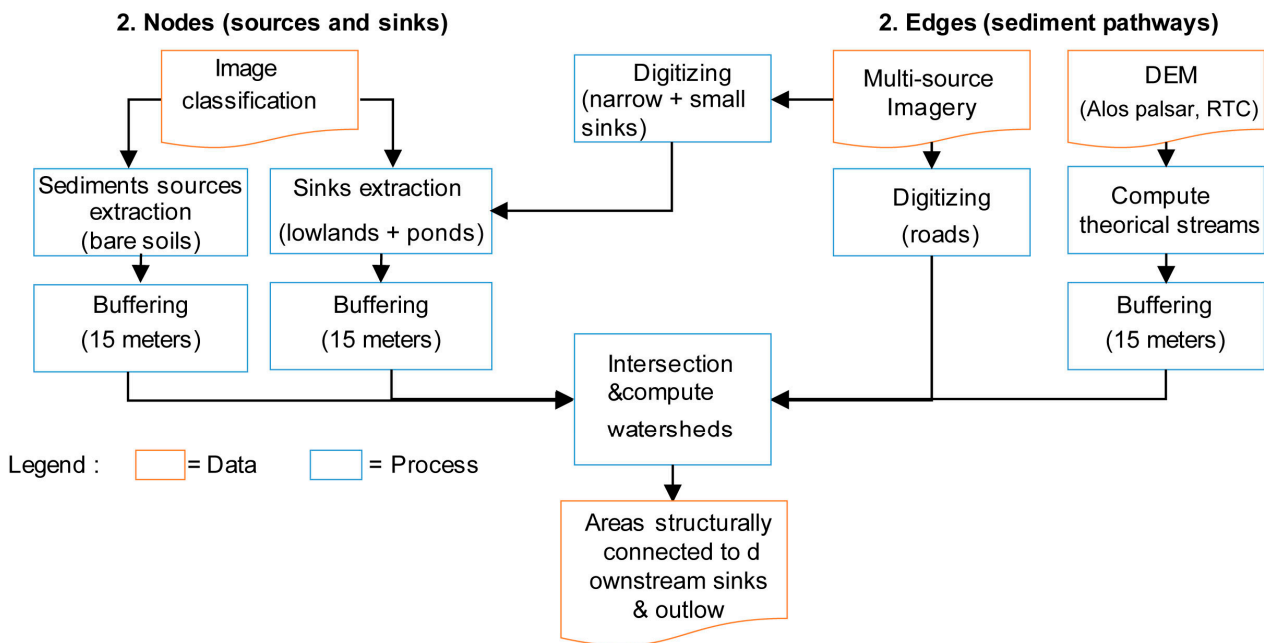 2. Nodes (sources and sinks)
2. Edges (sediment pathways)
Image
classification
Digitizing
(narrow + small
sinks)
Multi-source
Imagery
DEM
(Alos palsar, RTC)
Sediments sources
extraction
(bare soils)
Sinks extraction
(lowlands + ponds)
Digitizing
(roads)
Compute
theorical streams
Buffering
(15 meters)
Buffering
(15 meters)
Intersection
&compute
watersheds
Buffering
(15 meters)
Legend :
= Data
= Process
Areas structurally
connected to d
ownstream sinks
& outlow